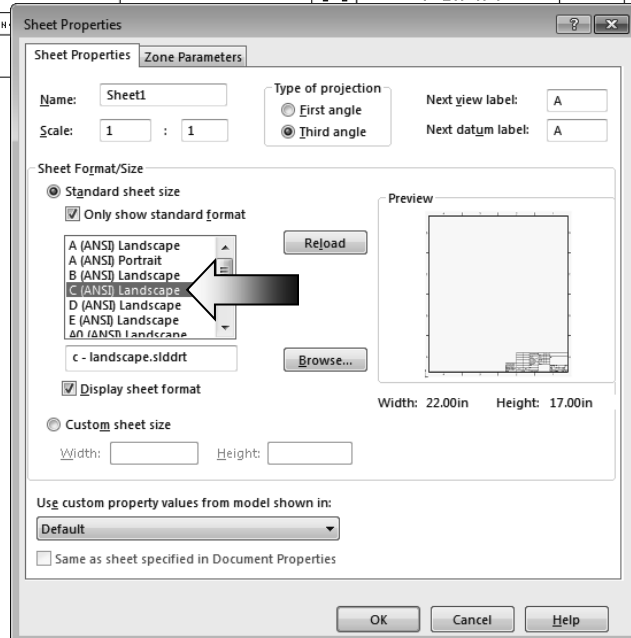 Sheet Properties
Sheet Properties
Zone Parameters
Name: Sheet1
Scale: 1 : 1
Type of projection
First angle
Third angle
Next view label: A
Next datum label: A
Sheet Format/Size
Standard sheet size
Only show standard format
A (ANSI) Landscape
A (ANSI) Portrait
B (ANSI) Landscape
C (ANSI) Landscape
D (ANSI) Landscape
E (ANSI) Landscape
A0 (ANSI) Landscape
Reload
Preview
c - landscape.slddrt
Browse...
Display sheet format
Width: 22.00in Height: 17.00in
Custom sheet size
Width:
Height:
Use custom property values from model shown in:
Default
Same as sheet specified in Document Properties
OK
Cancel
Help